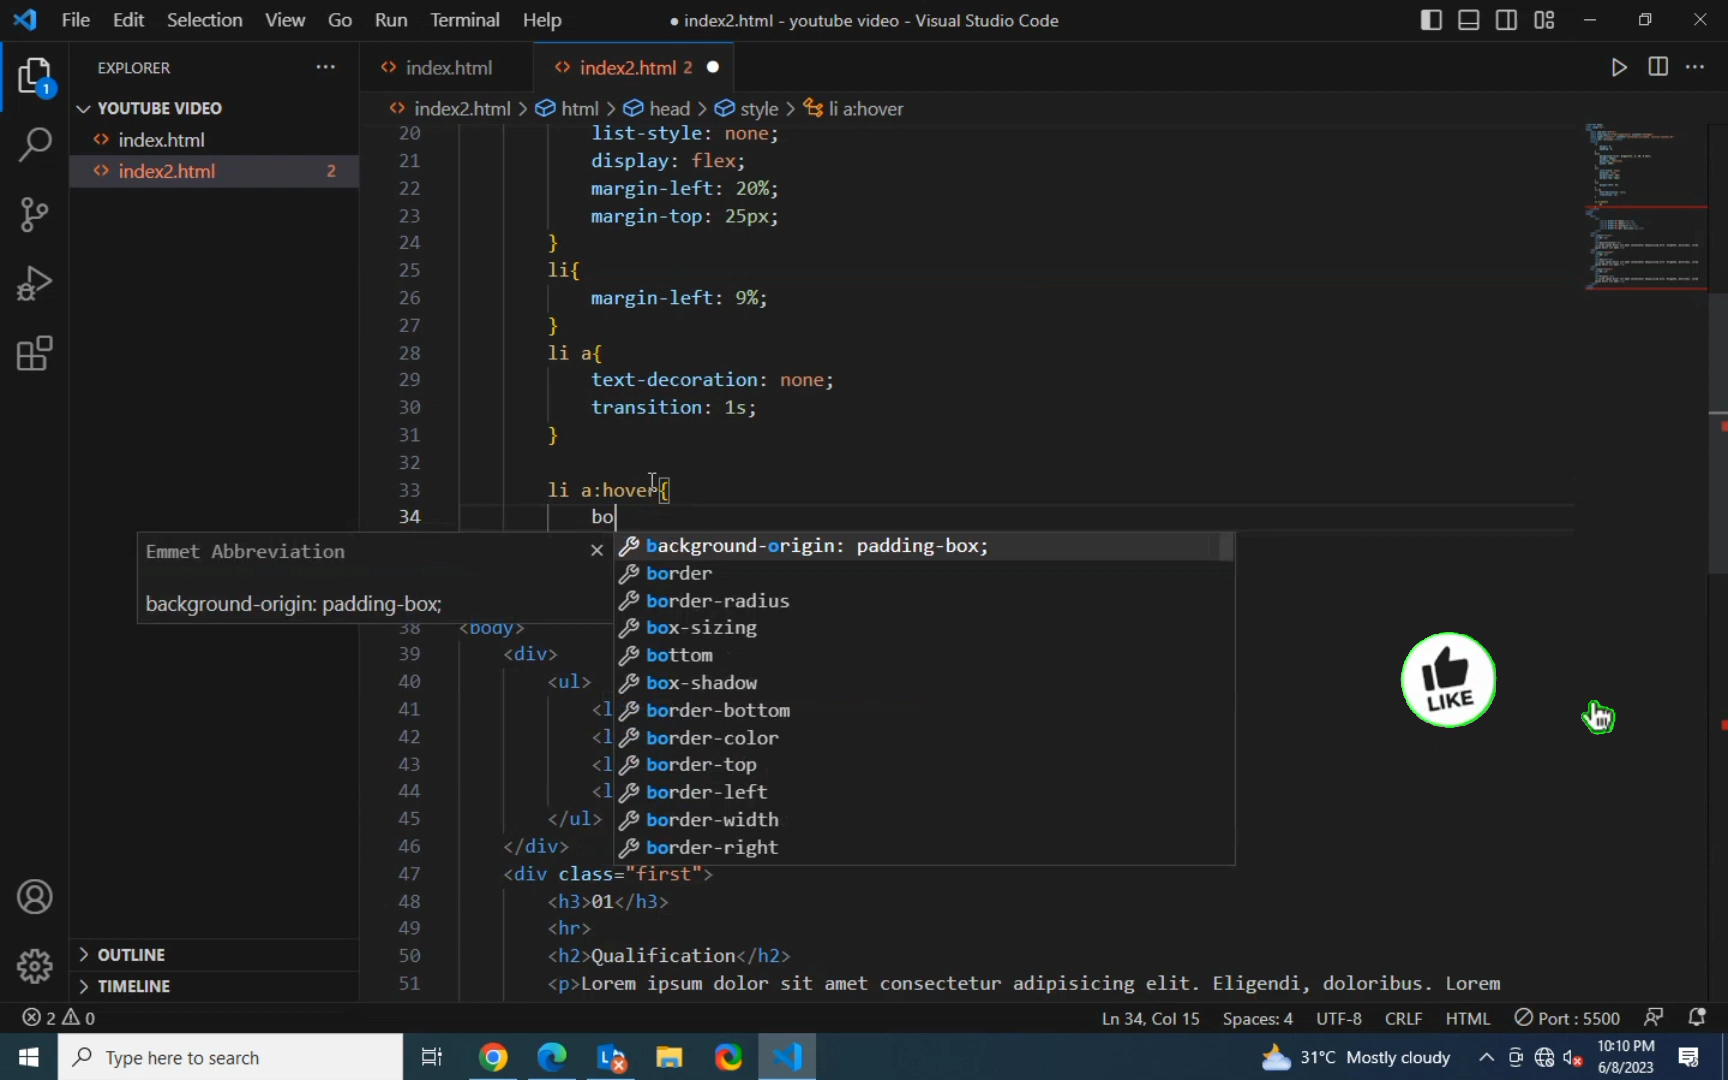 File Edit Selection View Go Run Terminal Help
● index2.html - youtube video - Visual Studio Code
EXPLORER ···
index.html
index2.html 2
YOUTUBE VIDEO
index.html
index2.html 2
1
index2.html > html > head > style > li a:hover
20 list-style: none;
21 display: flex;
22 margin-left: 20%;
23 margin-top: 25px;
24 }
25 li{
26 margin-left: 9%;
27 }
28 li a{
29 text-decoration: none;
30 transition: 1s;
31 }
32
33 li a:hover{
34 bo
Emmet Abbreviation
background-origin: padding-box;
background-origin: padding-box;
border
border-radius
box-sizing
bottom
box-shadow
border-bottom
border-color
border-top
border-left
border-width
border-right
38 <body>
39 <div>
40 <ul>
41 <l
42 <l
43 <l
44 <l
45 </ul>
46 </div>
47 <div class="first">
48 <h3>01</h3>
49 <hr>
50 <h2>Qualification</h2>
51 <p>Lorem ipsum dolor sit amet consectetur adipisicing elit. Eligendi, doloribus. Lorem
LIKE
OUTLINE
TIMELINE
2 0
Ln 34, Col 15 Spaces: 4 UTF-8 CRLF HTML Port : 5500
Type here to search
31°C Mostly cloudy
10:10 PM
6/8/2023